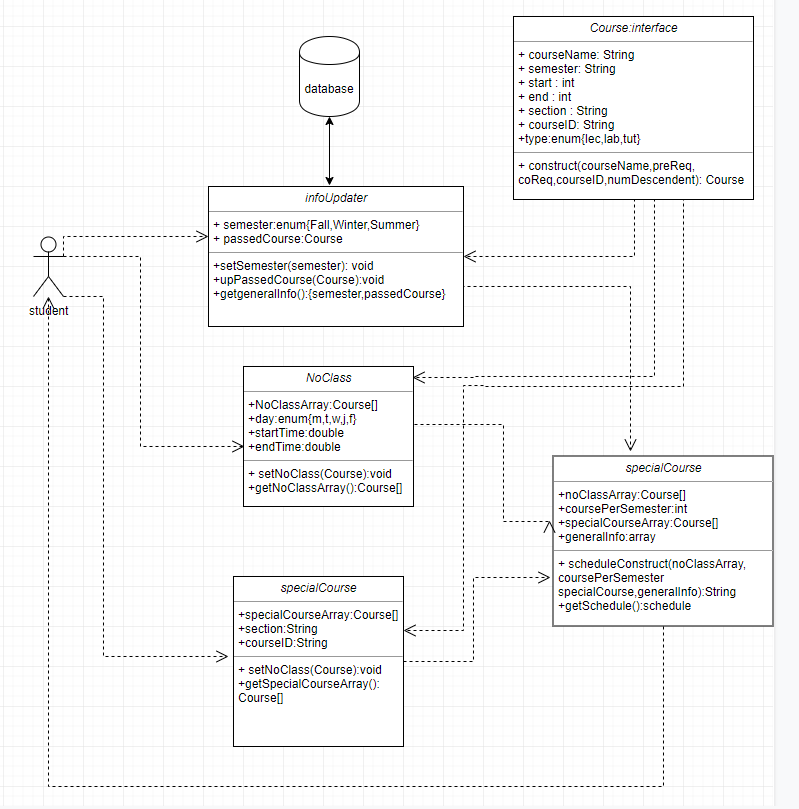 Course:interface
+ courseName: String
+ semester: String
+ start : int
+ end : int
+ section : String
+ courseID: String
+type:enum{lec,lab,tut}
+ construct(courseName,preReq,
coReq,courseID,numDescendent): Course
database
infoUpdater
+ semester:enum{Fall,Winter,Summer}
+ passedCourse:Course
+setSemester(semester): void
+upPassedCourse(Course):void
+getgeneralInfo():{semester,passedCourse}
student
NoClass
+NoClassArray:Course[]
+day:enum{m,t,w,j,f}
+startTime:double
+endTime:double
+ setNoClass(Course):void
+getNoClassArray():Course[]
specialCourse
+noClassArray:Course[]
+coursePerSemester:int
+specialCourseArray:Course[]
+generalInfo:array
+ scheduleConstruct(noClassArray,
coursePerSemester
specialCourse,generalInfo):String
+getSchedule():schedule
specialCourse
+specialCourseArray:Course[]
+section:String
+courseID:String
+ setNoClass(Course):void
+getSpecialCourseArray():
Course[]